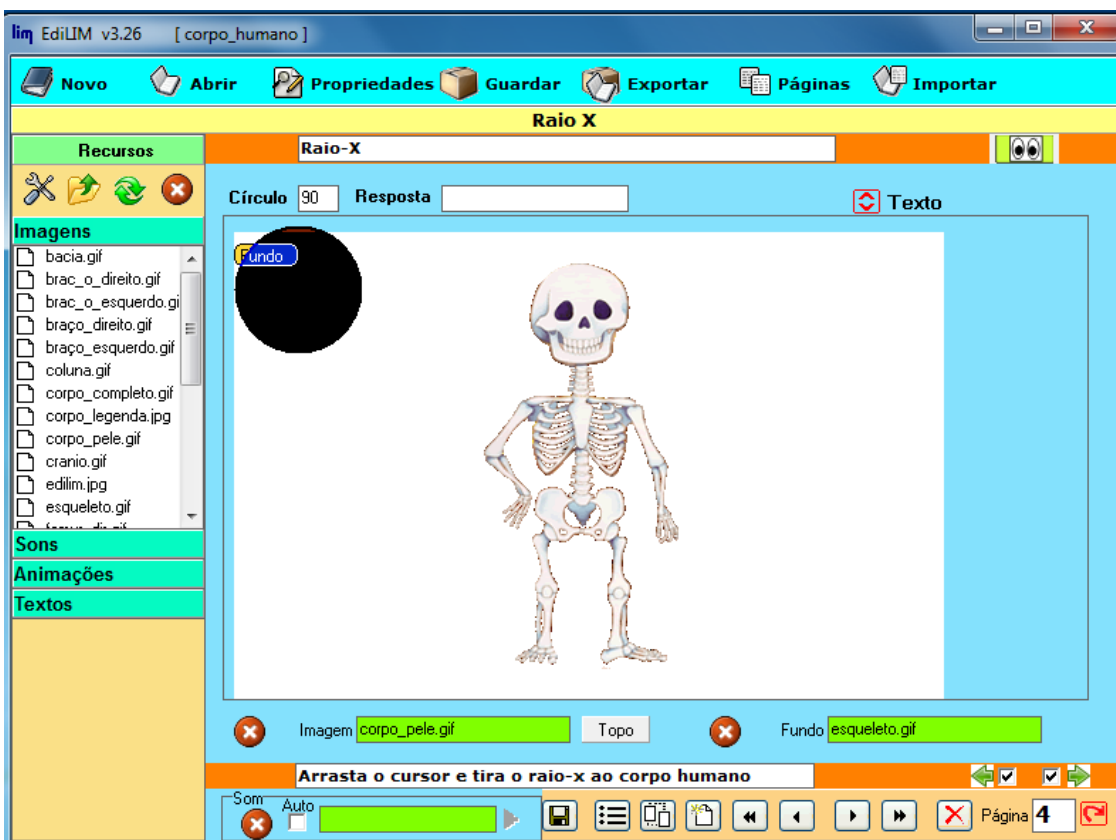 lim EdiLIM v3.26 [ corpo_humano ]
Novo Abrir Propriedades Guardar Exportar Páginas Importar
Raio X
Recursos
Raio-X
Círculo 90 Resposta
Texto
Imagens
bacia.gif
brac_o_direito.gif
brac_o_esquerdo.gi
braço_direito.gif
braço_esquerdo.gif
coluna.gif
corpo_completo.gif
corpo_legenda.jpg
corpo_pele.gif
cranio.gif
edilim.jpg
esqueleto.gif
Sons
Animações
Textos
Fundo
Imagem corpo_pele.gif Topo Fundo esqueleto.gif
Arrasta o cursor e tira o raio-x ao corpo humano
Som Auto
Página 4